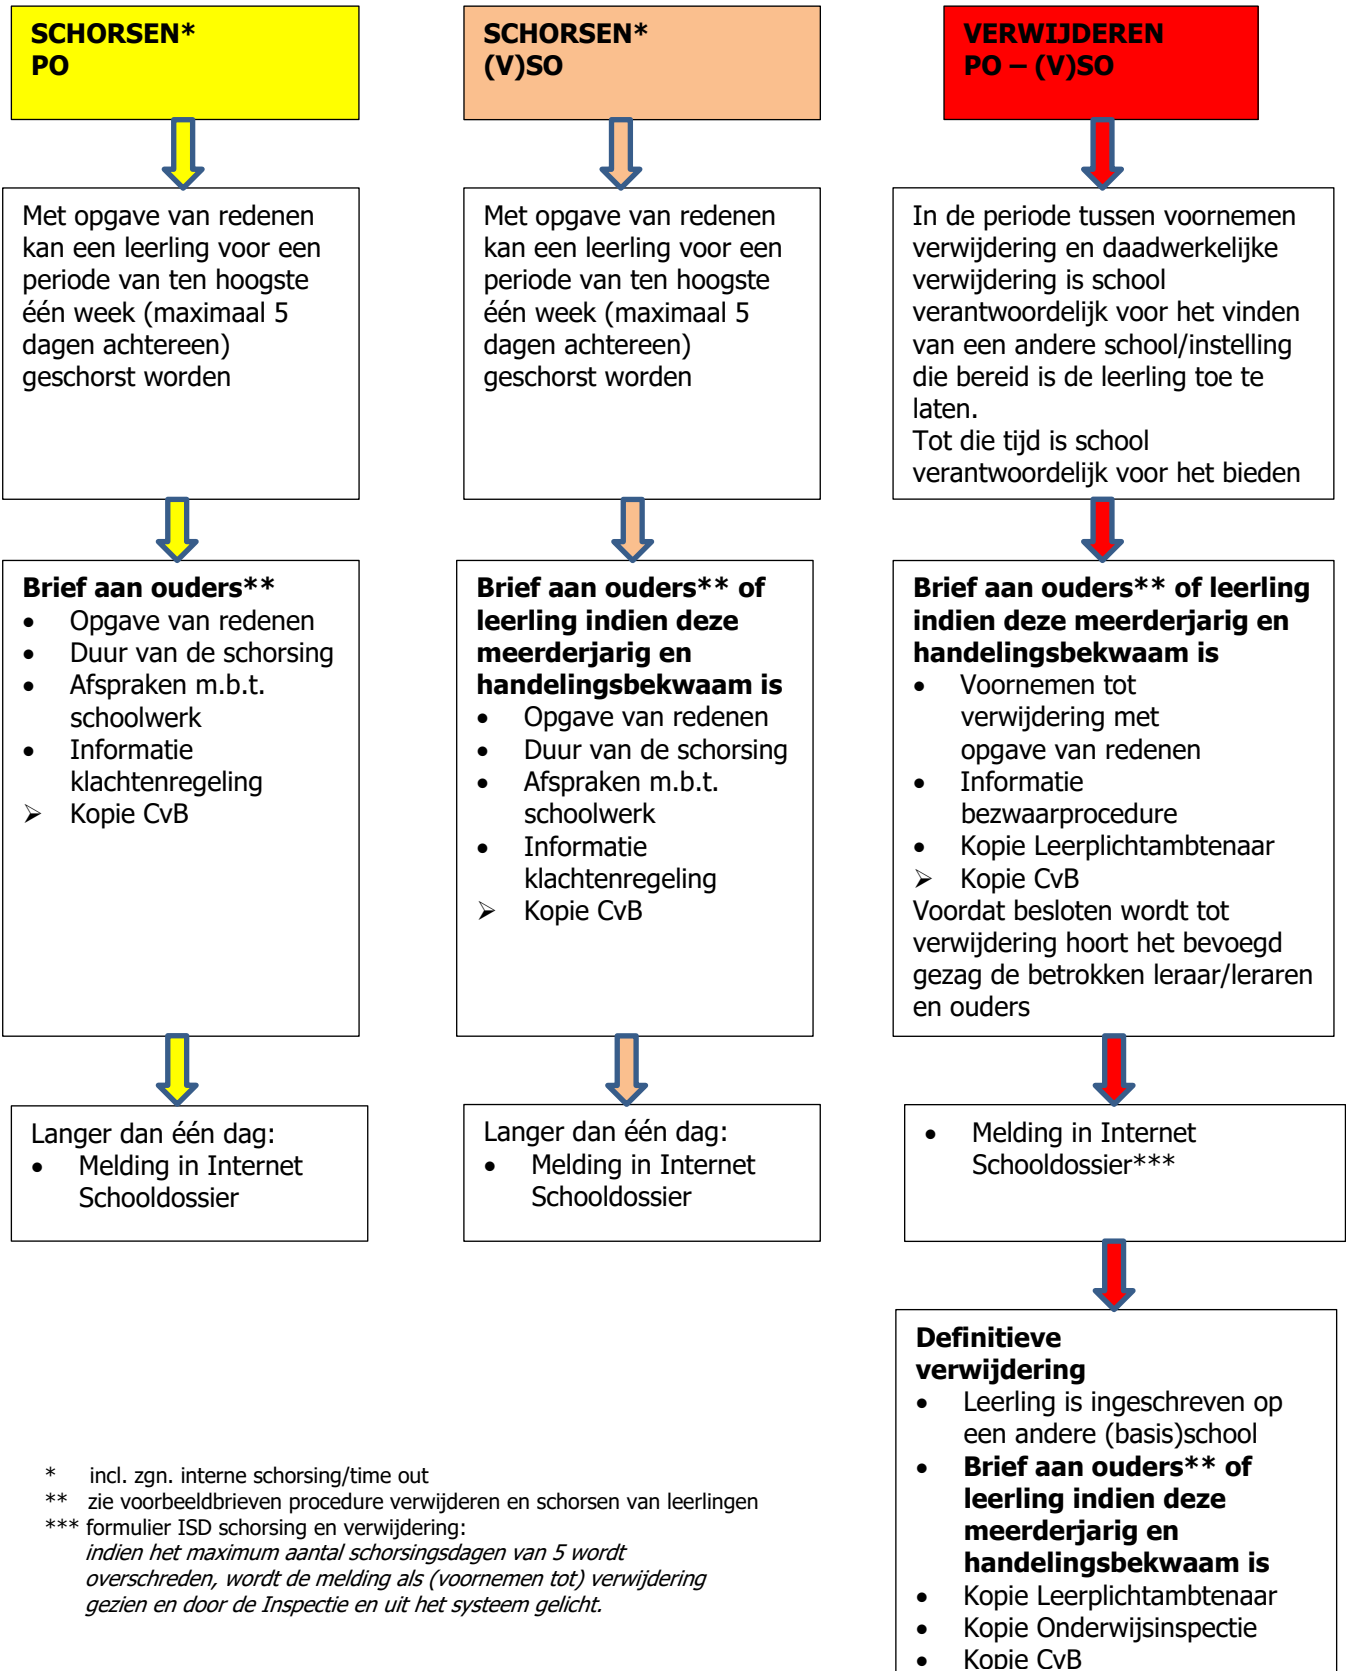 SCHORSEN*
PO
SCHORSEN*
(V)SO
VERWIJDEREN
PO – (V)SO
Met opgave van redenen
kan een leerling voor een
periode van ten hoogste
één week (maximaal 5
dagen achtereen)
geschorst worden
Met opgave van redenen
kan een leerling voor een
periode van ten hoogste
één week (maximaal 5
dagen achtereen)
geschorst worden
In de periode tussen voornemen
verwijdering en daadwerkelijke
verwijdering is school
verantwoordelijk voor het vinden
van een andere school/instelling
die bereid is de leerling toe te
laten.
Tot die tijd is school
verantwoordelijk voor het bieden
Brief aan ouders**
• Opgave van redenen
• Duur van de schorsing
• Afspraken m.b.t.
schoolwerk
• Informatie
klachtenregeling
➢ Kopie CvB
Brief aan ouders** of
leerling indien deze
meerderjarig en
handelingsbekwaam is
• Opgave van redenen
• Duur van de schorsing
• Afspraken m.b.t.
schoolwerk
• Informatie
klachtenregeling
➢ Kopie CvB
Brief aan ouders** of leerling
indien deze meerderjarig en
handelingsbekwaam is
• Voornemen tot
verwijdering met
opgave van redenen
• Informatie
bezwaarprocedure
• Kopie Leerplichtambtenaar
➢ Kopie CvB
Voordat besloten wordt tot
verwijdering hoort het bevoegd
gezag de betrokken leraar/leraren
en ouders
Langer dan één dag:
• Melding in Internet
Schooldossier
Langer dan één dag:
• Melding in Internet
Schooldossier
• Melding in Internet
Schooldossier***
Definitieve
verwijdering
• Leerling is ingeschreven op
een andere (basis)school
• Brief aan ouders** of
leerling indien deze
meerderjarig en
handelingsbekwaam is
• Kopie Leerplichtambtenaar
• Kopie Onderwijsinspectie
• Kopie CvB
* incl. zgn. interne schorsing/time out
** zie voorbeeldbrieven procedure verwijderen en schorsen van leerlingen
*** formulier ISD schorsing en verwijdering:
indien het maximum aantal schorsingsdagen van 5 wordt
overschreden, wordt de melding als (voornemen tot) verwijdering
gezien en door de Inspectie en uit het systeem gelicht.